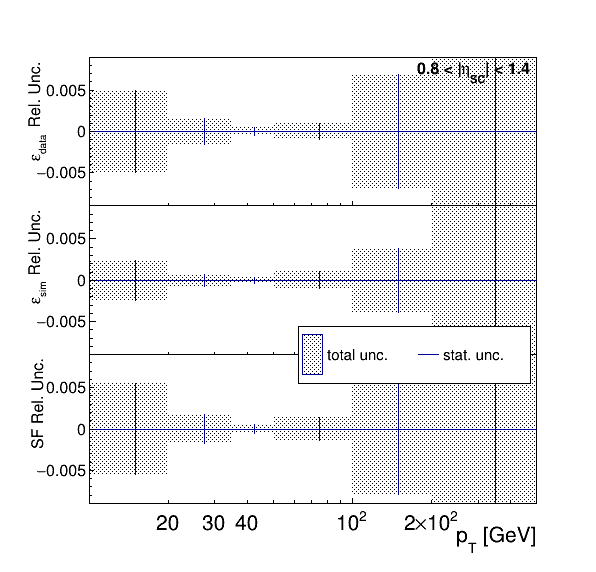 0.8 < |η_SC| < 1.4
ε_data Rel. Unc.
0.005
0
−0.005
ε_sim Rel. Unc.
0.005
0
−0.005
total unc. stat. unc.
SF Rel. Unc.
0.005
0
−0.005
20 30 40 10² 2×10²
p_T [GeV]